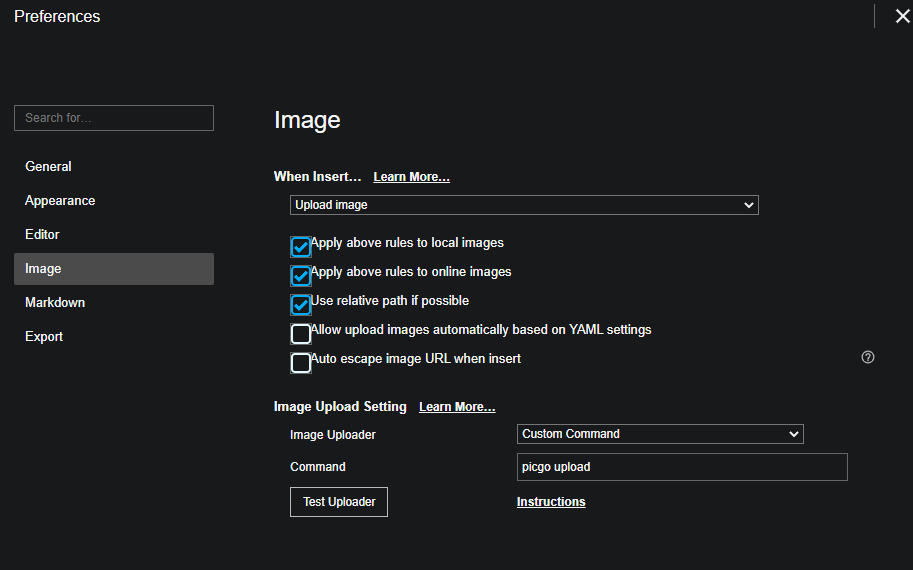 Preferences
Search for...
General
Appearance
Editor
Image
Markdown
Export
Image
When Insert... Learn More...
Upload image
Apply above rules to local images
Apply above rules to online images
Use relative path if possible
Allow upload images automatically based on YAML settings
Auto escape image URL when insert
Image Upload Setting Learn More...
Image Uploader Custom Command
Command picgo upload
Test Uploader Instructions